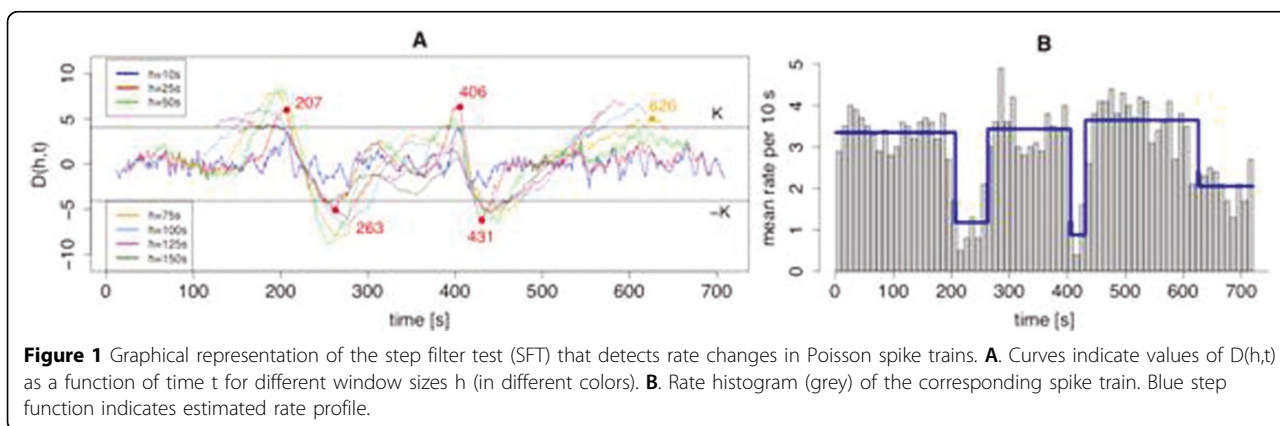 A
10
5
0
−5
−10
D(h,t)
h=10s
h=25s
h=50s
h=75s
h=100s
h=125s
h=150s
207
406
626
263
431
K
−K
0 100 200 300 400 500 600 700
time [s]
B
5
4
3
2
1
0
mean rate per 10 s
0 100 200 300 400 500 600 700
time [s]
Figure 1 Graphical representation of the step filter test (SFT) that detects rate changes in Poisson spike trains. A. Curves indicate values of D(h,t)
as a function of time t for different window sizes h (in different colors). B. Rate histogram (grey) of the corresponding spike train. Blue step
function indicates estimated rate profile.